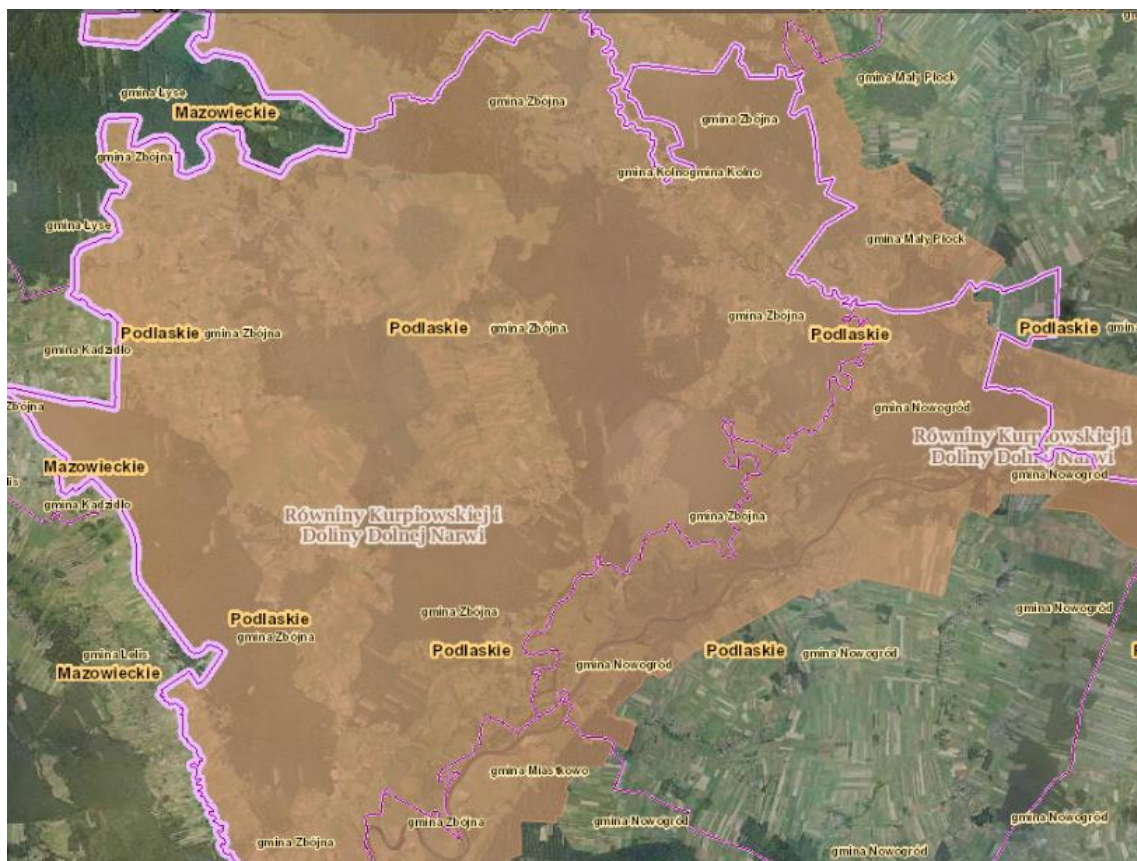 gmina Mały Płock
gmina Łyse
Mazowieckie
gmina Zbójna
gmina Zbójna
gmina Zbójna
gmina Kolno
gmina Kolno
gmina Łyse
gmina Mały Płock
Podlaskie
gmina Zbójna
Podlaskie
gmina Zbójna
gmina Zbójna
Podlaskie
Podlaskie
gmina Kadzidło
Zbójna
gmina Nowogród
Równiny Kurpiowskiej i
Doliny Dolnej Narwi
Mazowieckie
gmina Nowogród
gmina Kadzidło
Równiny Kurpiowskiej i
Doliny Dolnej Narwi
gmina Zbójna
Podlaskie
gmina Zbójna
gmina Zbójna
gmina Nowogród
gmina Lelis
Mazowieckie
Podlaskie
gmina Nowogród
Podlaskie
gmina Nowogród
gmina Miastkowo
gmina Zbójna
gmina Nowogród
gmina Nowogród
gmina Zbójna
gmina Nowogród